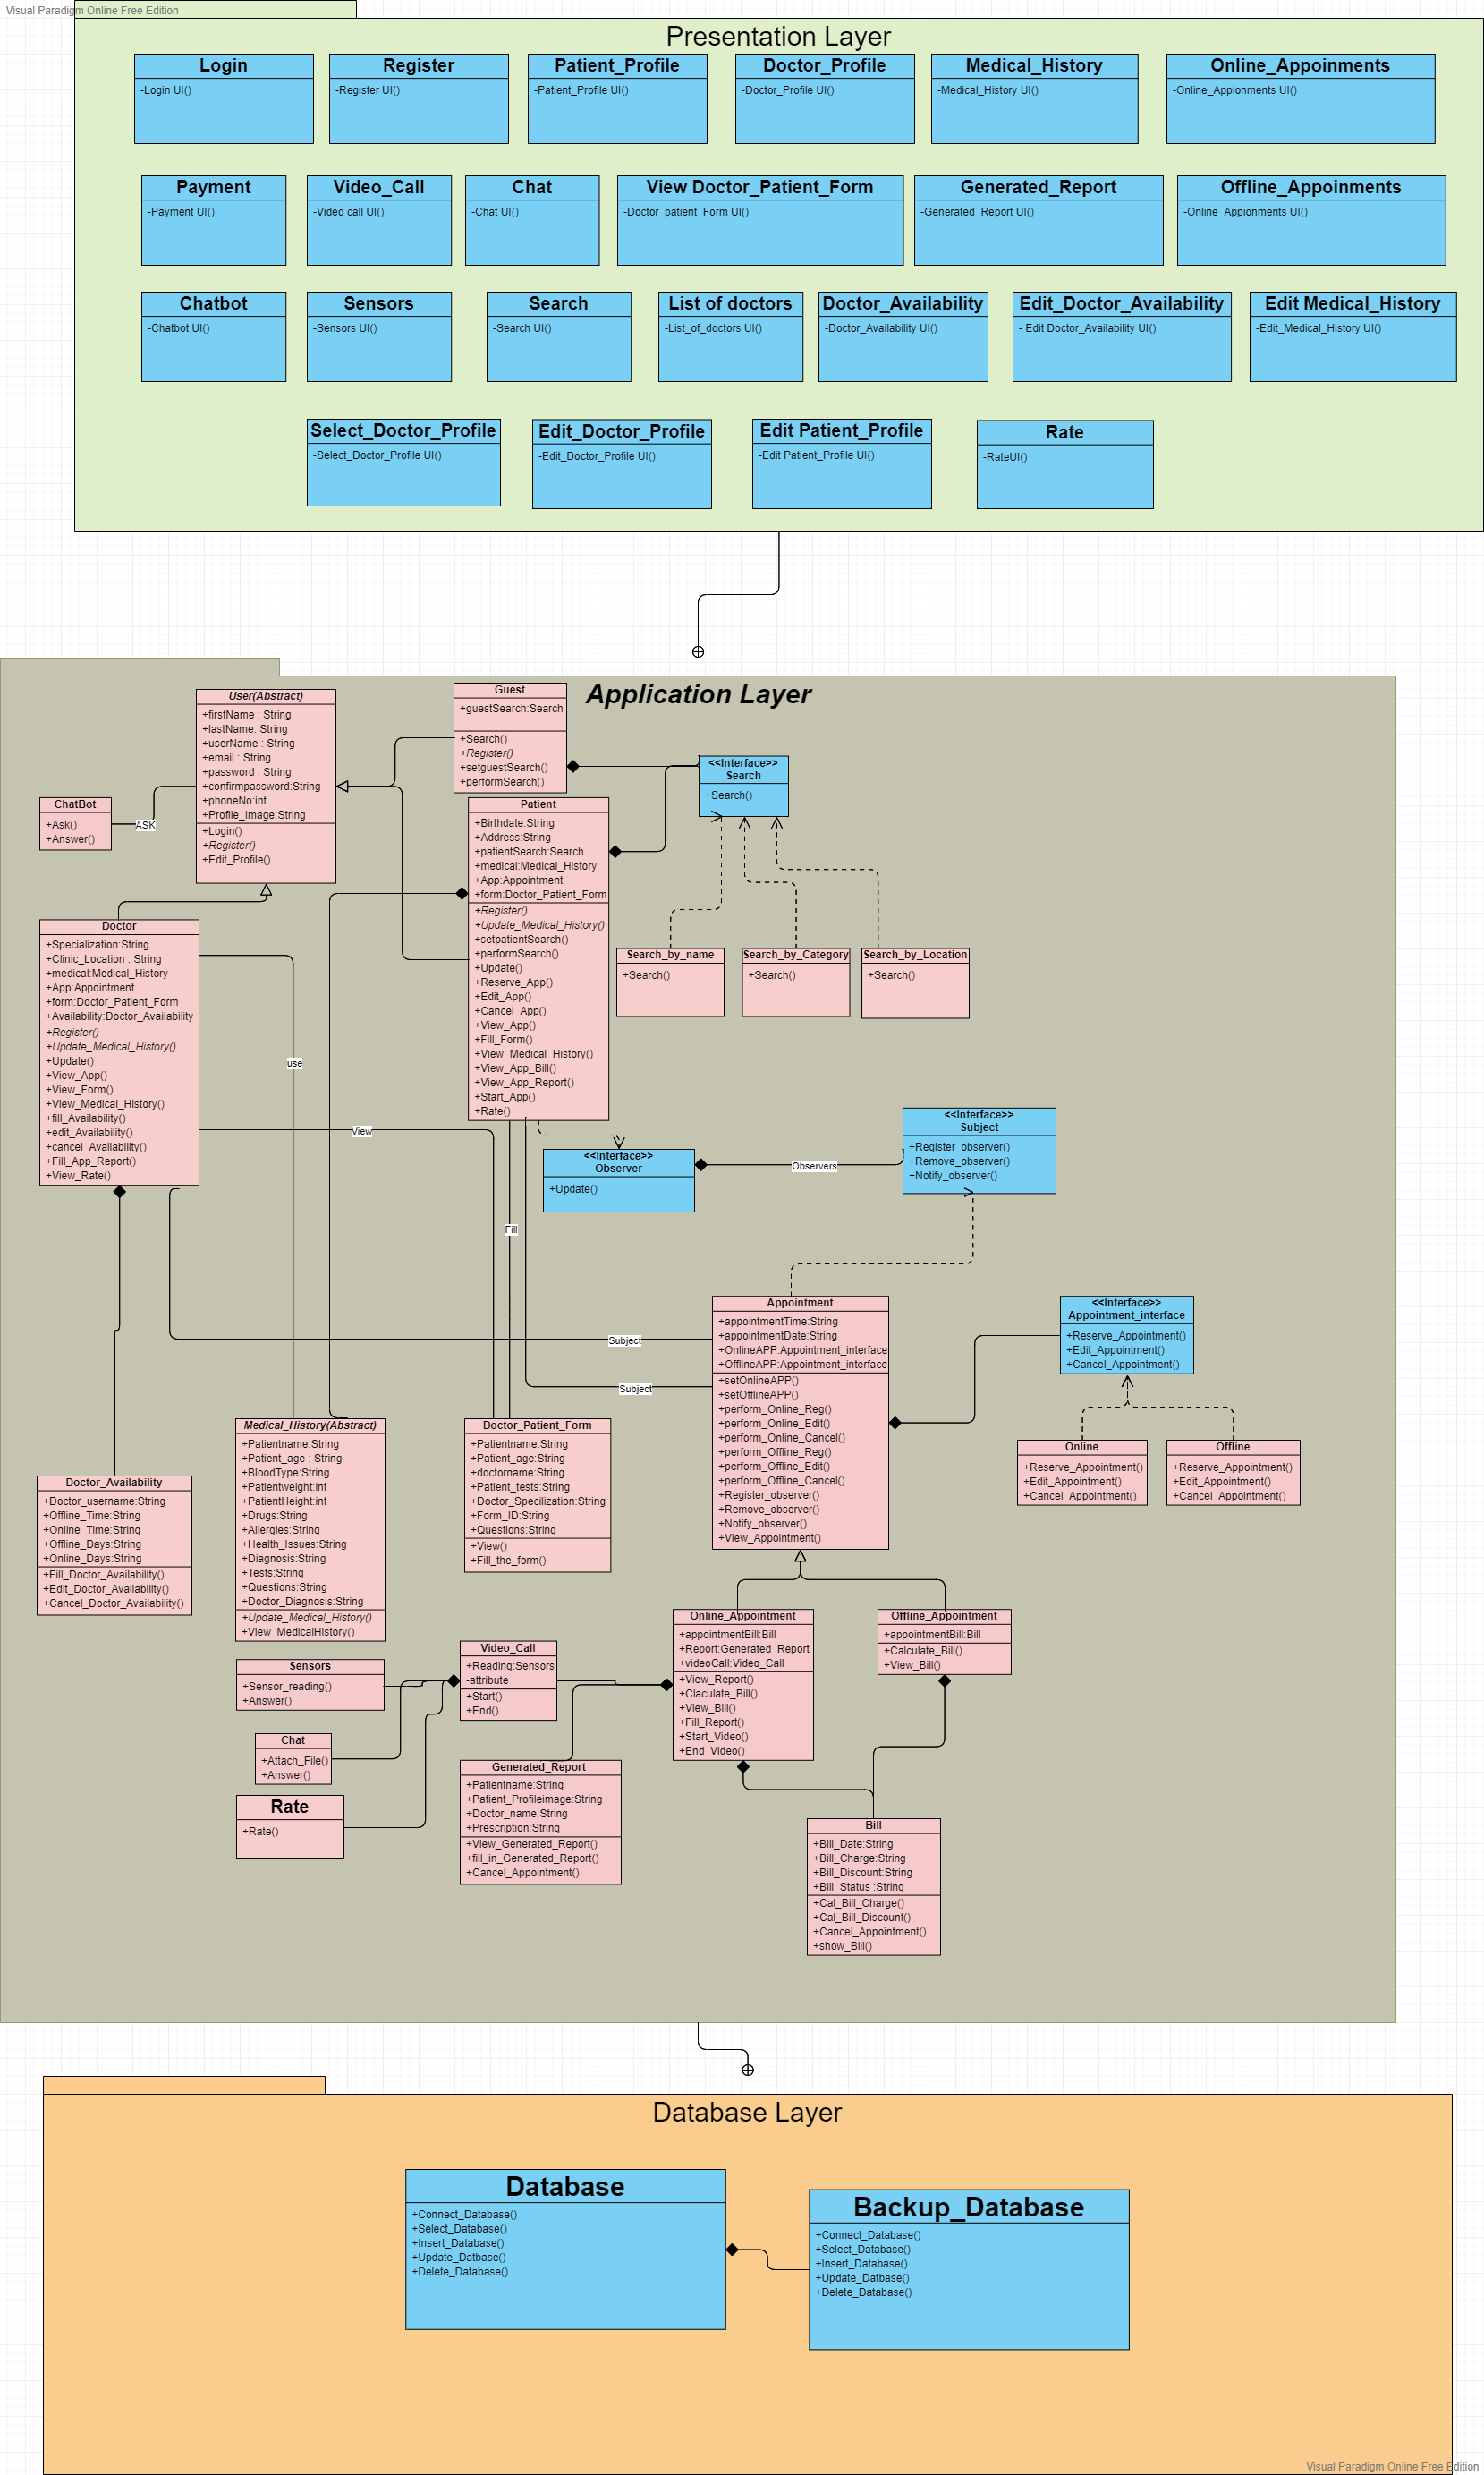 Visual Paradigm Online Free Edition
Presentation Layer
Login
-Login UI()
Register
-Register UI()
Patient_Profile
-Patient_Profile UI()
Doctor_Profile
-Doctor_Profile UI()
Medical_History
-Medical_History UI()
Online_Appoinments
-Online_Appionments UI()
Payment
-Payment UI()
Video_Call
-Video call UI()
Chat
-Chat UI()
View Doctor_Patient_Form
-Doctor_patient_Form UI()
Generated_Report
-Generated_Report UI()
Offline_Appoinments
-Online_Appionments UI()
Chatbot
-Chatbot UI()
Sensors
-Sensors UI()
Search
-Search UI()
List of doctors
-List_of_doctors UI()
Doctor_Availability
-Doctor_Availability UI()
Edit_Doctor_Availability
- Edit Doctor_Availability UI()
Edit Medical_History
-Edit_Medical_History UI()
Select_Doctor_Profile
-Select_Doctor_Profile UI()
Edit_Doctor_Profile
-Edit_Doctor_Profile UI()
Edit Patient_Profile
-Edit Patient_Profile UI()
Rate
-RateUI()
Application Layer
User(Abstract)
+firstName : String
+lastName: String
+userName : String
+email : String
+password : String
+confirmpassword:String
+phoneNo:int
+Profile_Image:String
+Login()
+Register()
+Edit_Profile()
Guest
+guestSearch:Search
+Search()
+Register()
+setguestSearch()
+performSearch()
<<Interface>>
Search
+Search()
ChatBot
+Ask()
+Answer()
ASK
Patient
+Birthdate:String
+Address:String
+patientSearch:Search
+medical:Medical_History
+App:Appointment
+form:Doctor_Patient_Form
+Register()
+Update_Medical_History()
+setpatientSearch()
+performSearch()
+Update()
+Reserve_App()
+Edit_App()
+Cancel_App()
+View_App()
+Fill_Form()
+View_Medical_History()
+View_App_Bill()
+View_App_Report()
+Start_App()
+Rate()
Doctor
+Specialization:String
+Clinic_Location : String
+medical:Medical_History
+App:Appointment
+form:Doctor_Patient_Form
+Availability:Doctor_Availability
+Register()
+Update_Medical_History()
+Update()
+View_App()
+View_Form()
+View_Medical_History()
+fill_Availability()
+edit_Availability()
+cancel_Availability()
+Fill_App_Report()
+View_Rate()
Search_by_name
+Search()
Search_by_Category
+Search()
Search_by_Location
+Search()
use
View
<<Interface>>
Observer
+Update()
Observers
<<Interface>>
Subject
+Register_observer()
+Remove_observer()
+Notify_observer()
Fill
Subject
Subject
Appointment
+appointmentTime:String
+appointmentDate:String
+OnlineAPP:Appointment_interface
+OfflineAPP:Appointment_interface
+setOnlineAPP()
+setOfflineAPP()
+perform_Online_Reg()
+perform_Online_Edit()
+perform_Online_Cancel()
+perform_Offline_Reg()
+perform_Offline_Edit()
+perform_Offline_Cancel()
+Register_observer()
+Remove_observer()
+Notify_observer()
+View_Appointment()
<<Interface>>
Appointment_interface
+Reserve_Appointment()
+Edit_Appointment()
+Cancel_Appointment()
Online
+Reserve_Appointment()
+Edit_Appointment()
+Cancel_Appointment()
Offline
+Reserve_Appointment()
+Edit_Appointment()
+Cancel_Appointment()
Medical_History(Abstract)
+Patientname:String
+Patient_age : String
+BloodType:String
+Patientweight:int
+PatientHeight:int
+Drugs:String
+Allergies:String
+Health_Issues:String
+Diagnosis:String
+Tests:String
+Questions:String
+Doctor_Diagnosis:String
+Update_Medical_History()
+View_MedicalHistory()
Doctor_Patient_Form
+Patientname:String
+Patient_age:String
+doctorname:String
+Patient_tests:String
+Doctor_Specilization:String
+Form_ID:String
+Questions:String
+View()
+Fill_the_form()
Doctor_Availability
+Doctor_username:String
+Offline_Time:String
+Online_Time:String
+Offline_Days:String
+Online_Days:String
+Fill_Doctor_Availability()
+Edit_Doctor_Availability()
+Cancel_Doctor_Availability()
Online_Appointment
+appointmentBill:Bill
+Report:Generated_Report
+videoCall:Video_Call
+View_Report()
+Claculate_Bill()
+View_Bill()
+Fill_Report()
+Start_Video()
+End_Video()
Offline_Appointment
+appointmentBill:Bill
+Calculate_Bill()
+View_Bill()
Video_Call
+Reading:Sensors
-attribute
+Start()
+End()
Sensors
+Sensor_reading()
+Answer()
Chat
+Attach_File()
+Answer()
Rate
+Rate()
Generated_Report
+Patientname:String
+Patient_Profileimage:String
+Doctor_name:String
+Prescription:String
+View_Generated_Report()
+fill_in_Generated_Report()
+Cancel_Appointment()
Bill
+Bill_Date:String
+Bill_Charge:String
+Bill_Discount:String
+Bill_Status :String
+Cal_Bill_Charge()
+Cal_Bill_Discount()
+Cancel_Appointment()
+show_Bill()
Database Layer
Database
+Connect_Database()
+Select_Database()
+Insert_Database()
+Update_Datbase()
+Delete_Database()
Backup_Database
+Connect_Database()
+Select_Database()
+Insert_Database()
+Update_Datbase()
+Delete_Database()
Visual Paradigm Online Free Edition